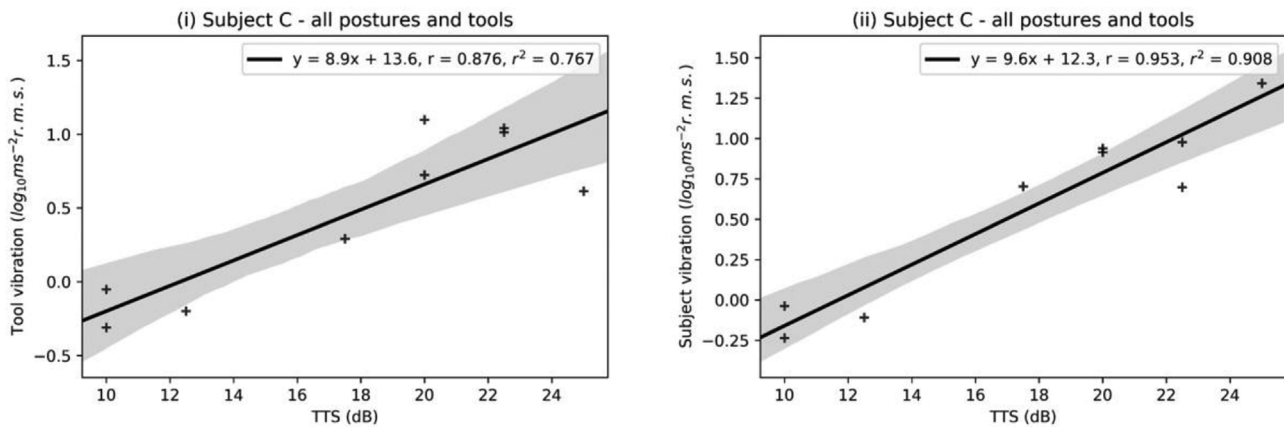 (i) Subject C - all postures and tools
y = 8.9x + 13.6, r = 0.876, r² = 0.767
1.5
1.0
0.5
0.0
−0.5
Tool vibration (log₁₀ms⁻²r.m.s.)
10 12 14 16 18 20 22 24
TTS (dB)
(ii) Subject C - all postures and tools
y = 9.6x + 12.3, r = 0.953, r² = 0.908
1.50
1.25
1.00
0.75
0.50
0.25
0.00
−0.25
Subject vibration (log₁₀ms⁻²r.m.s.)
10 12 14 16 18 20 22 24
TTS (dB)